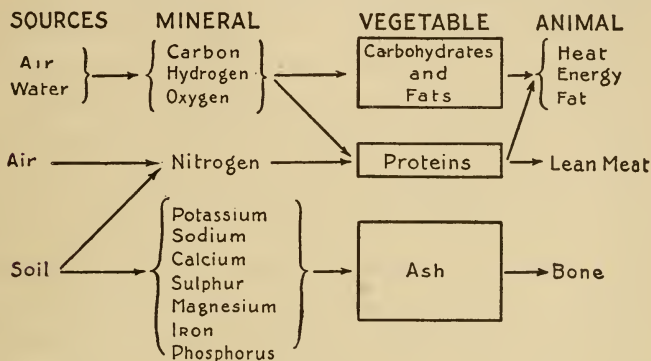 SOURCES MINERAL VEGETABLE ANIMAL
Air
Water
Carbon
Hydrogen
Oxygen
Carbohydrates
and
Fats
Heat
Energy
Fat
Air Nitrogen Proteins Lean Meat
Soil
Potassium
Sodium
Calcium
Sulphur
Magnesium
Iron
Phosphorus
Ash
Bone